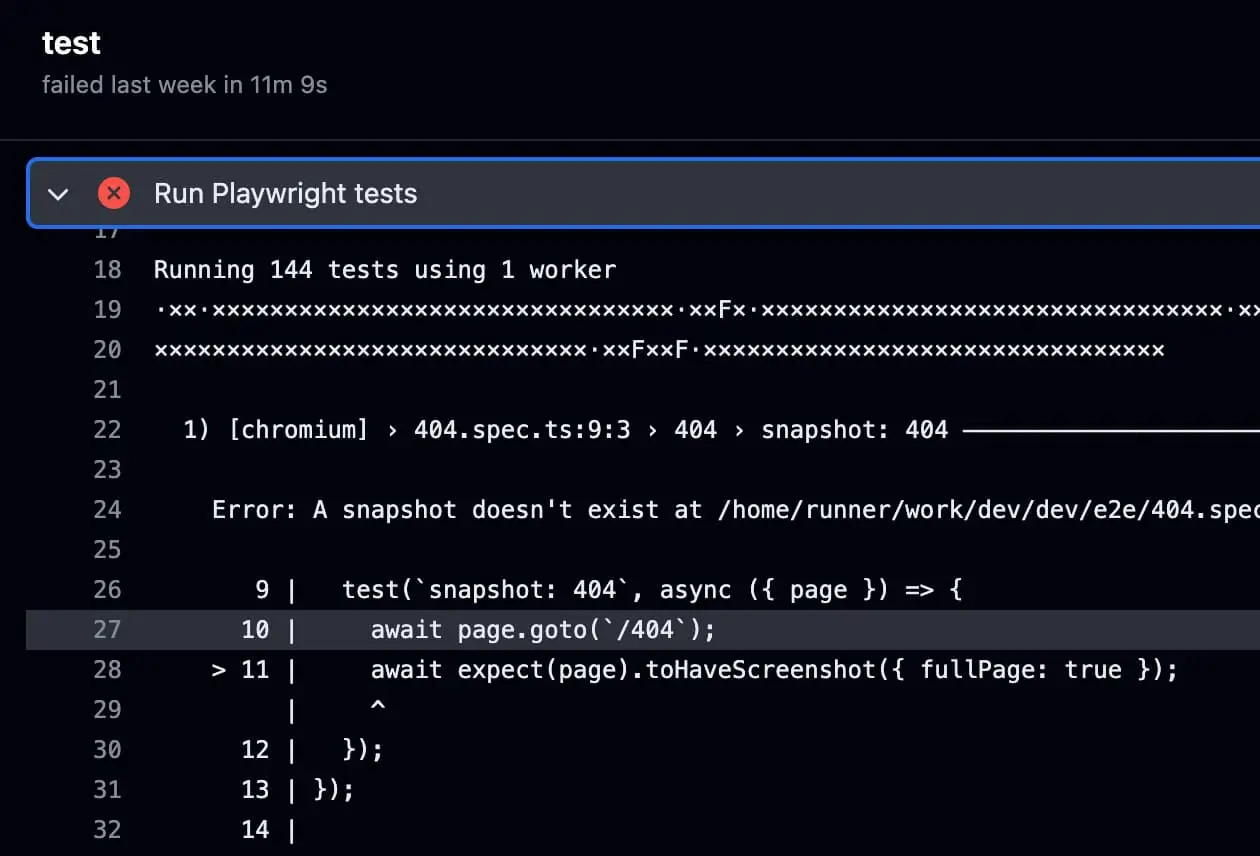 test
failed last week in 11m 9s
Run Playwright tests
17
18 Running 144 tests using 1 worker
19 ·××·××××××××××××××××××××××××××××××××·××F×·××××××××××××××××××××××××××××××××·××
20 ××××××××××××××××××××××××××××××·××F××F·××××××××××××××××××××××××××××××××
21
22 1) [chromium] › 404.spec.ts:9:3 › 404 › snapshot: 404 ────────────────────
23
24 Error: A snapshot doesn't exist at /home/runner/work/dev/dev/e2e/404.spec
25
26 9 | test(`snapshot: 404`, async ({ page }) => {
27 10 | await page.goto(`/404`);
28 > 11 | await expect(page).toHaveScreenshot({ fullPage: true });
29 | ^
30 12 | });
31 13 | });
32 14 |